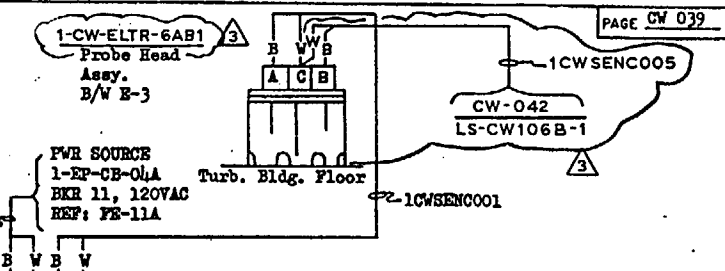 PAGE CW 039
1-CW-ELTR-6AB1
3
Probe Head
Assy.
B/W E-3
B W W B
A C B
1CWSENC005
CW-042
LS-CW106B-1
3
PWR SOURCE
1-EP-CB-04A
BKR 11, 120VAC
REF: FE-11A
Turb. Bldg. Floor
1CWSENC001
B W B W